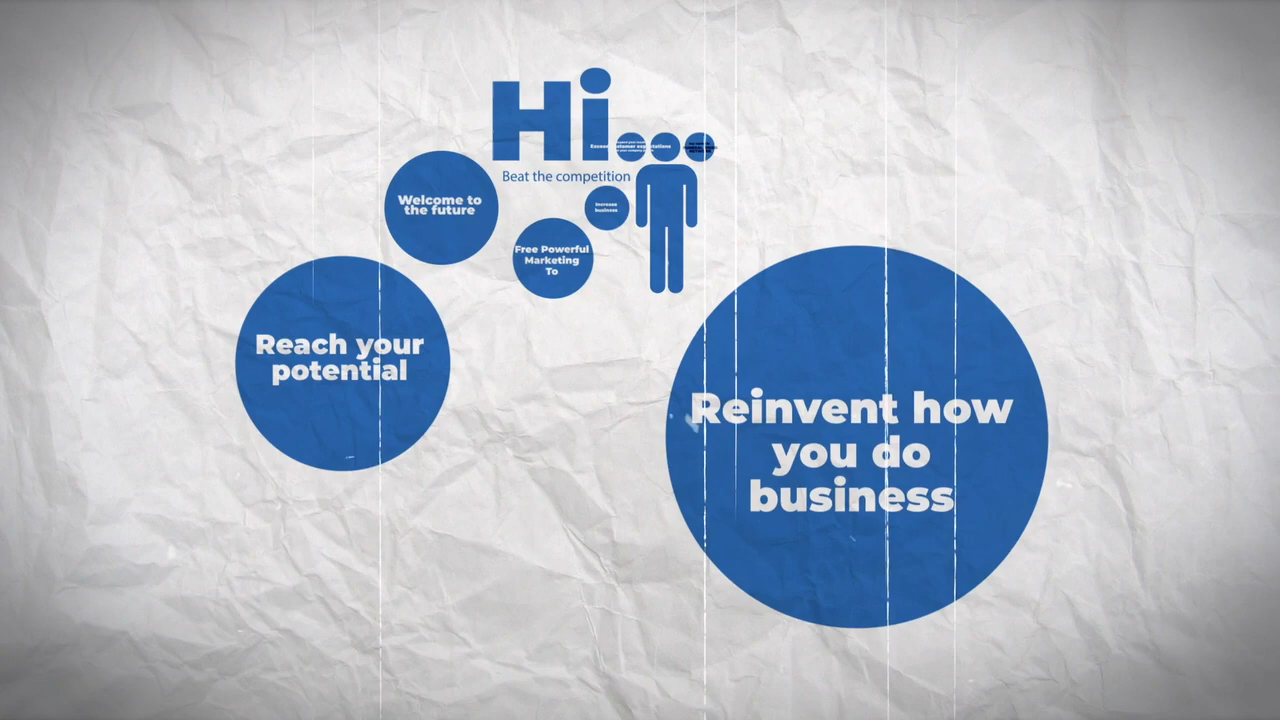 Hi...
Beat the competition
Welcome to
the future
Increase
business
Free Powerful
Marketing
To
Reach your
potential
Reinvent how
you do
business